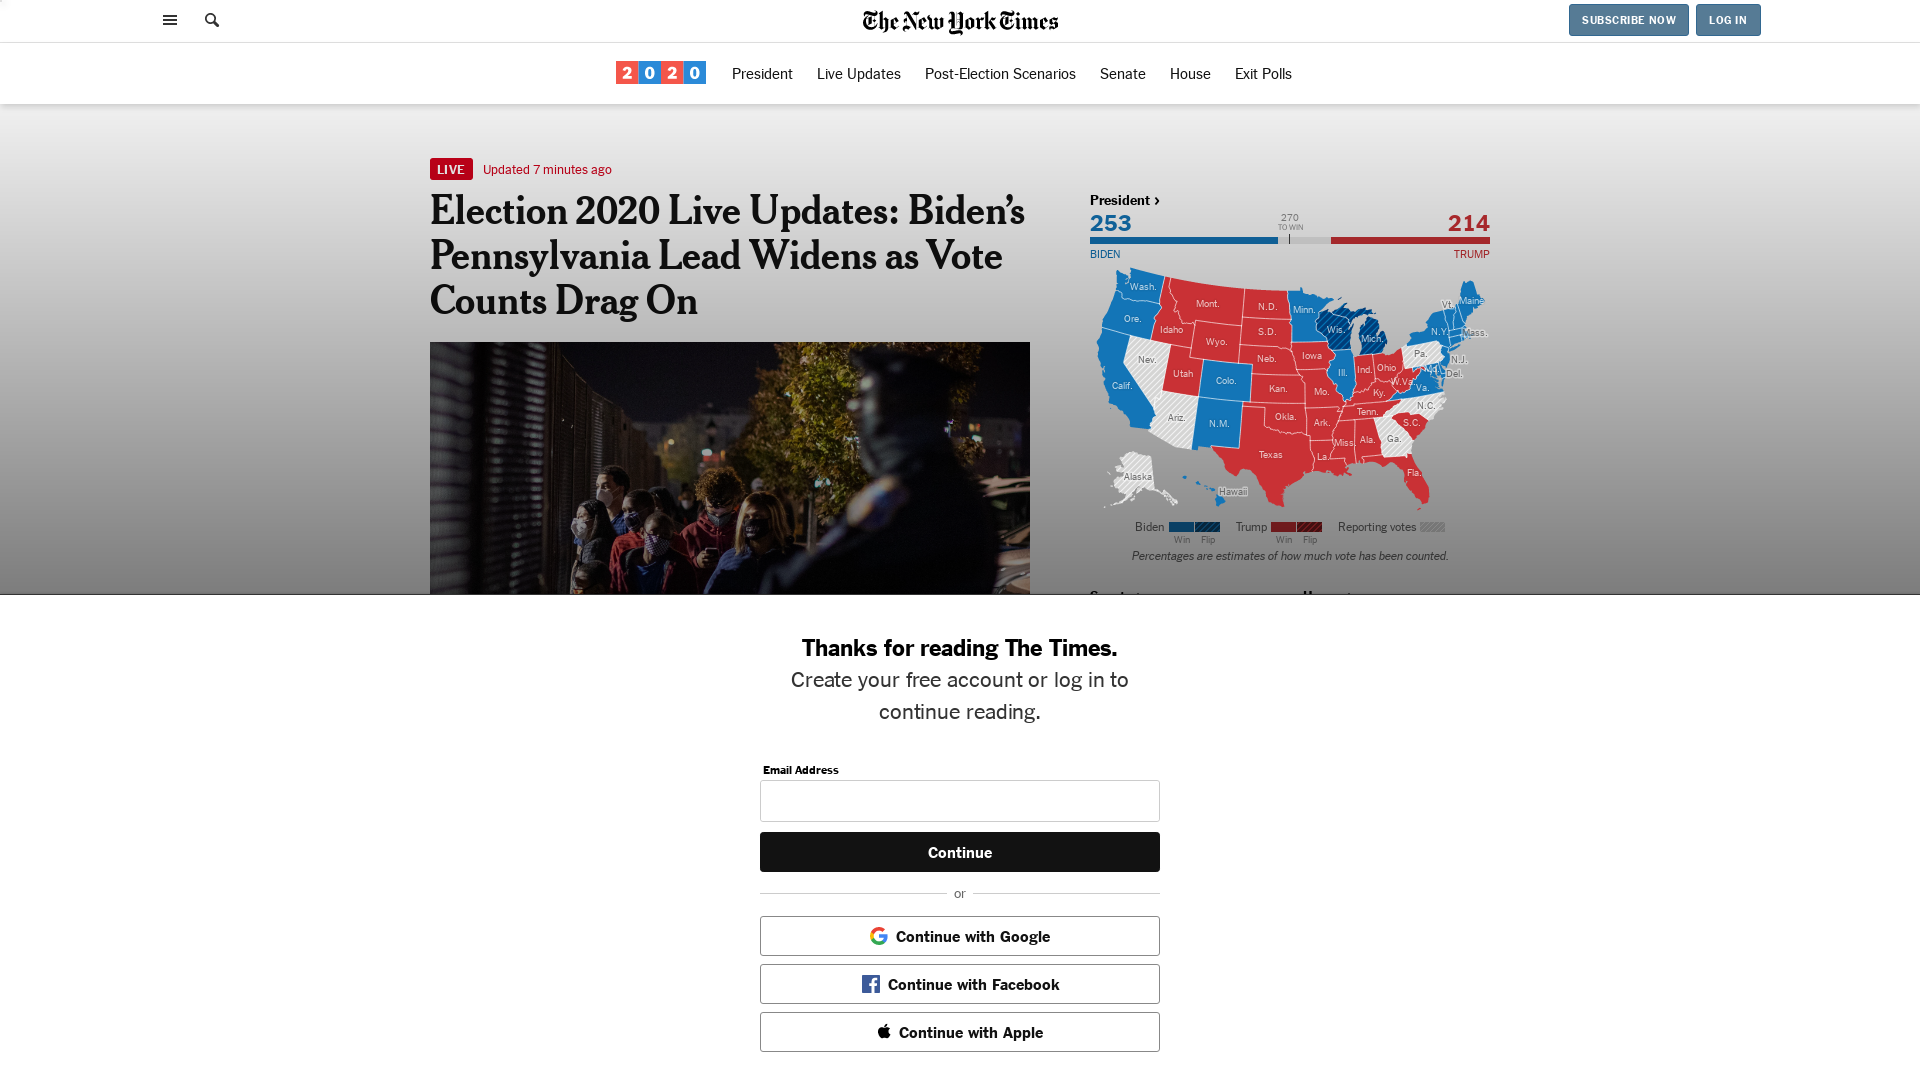 The New York Times
SUBSCRIBE NOW
LOG IN
2020
President
Live Updates
Post-Election Scenarios
Senate
House
Exit Polls
LIVE
Updated 7 minutes ago
Election 2020 Live Updates: Biden’s
Pennsylvania Lead Widens as Vote
Counts Drag On
President ›
253
270
TO WIN
214
BIDEN
TRUMP
Wash.
Mont.
N.D.
Minn.
Vt.
Maine
Ore.
Idaho
S.D.
Wis.
Mich.
N.Y.
Mass.
Wyo.
Nev.
Neb.
Iowa
Pa.
N.J.
Utah
Colo.
Ill.
Ind.
Ohio
Md.
Del.
Calif.
Kan.
Mo.
Ky.
W.Va.
Va.
Ariz.
N.M.
Okla.
Ark.
Tenn.
N.C.
S.C.
Miss.
Ala.
Ga.
Texas
La.
Fla.
Alaska
Hawaii
Biden
Trump
Reporting votes
Win
Flip
Win
Flip
Percentages are estimates of how much vote has been counted.
Thanks for reading The Times.
Create your free account or log in to
continue reading.
Email Address
Continue
or
Continue with Google
Continue with Facebook
Continue with Apple